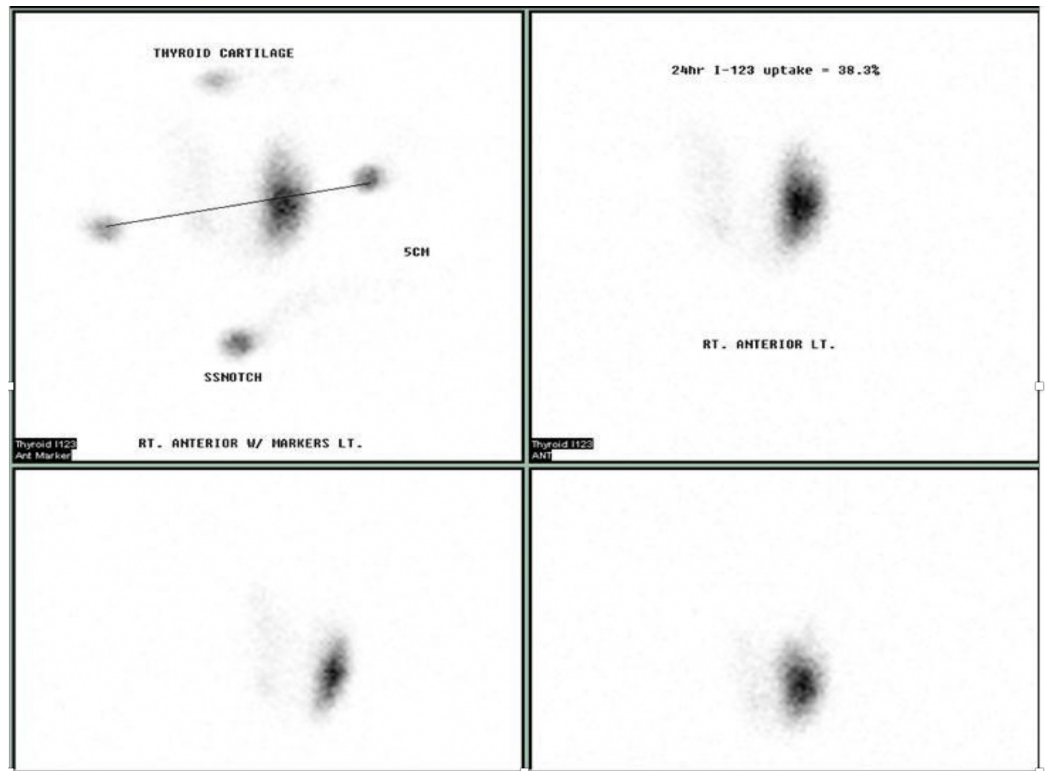 THYROID CARTILAGE
5CM
SSNOTCH
RT. ANTERIOR W/ MARKERS LT.
Thyroid I123
Ant Marker
24hr I-123 uptake = 38.3%
RT. ANTERIOR LT.
Thyroid I123
ANT